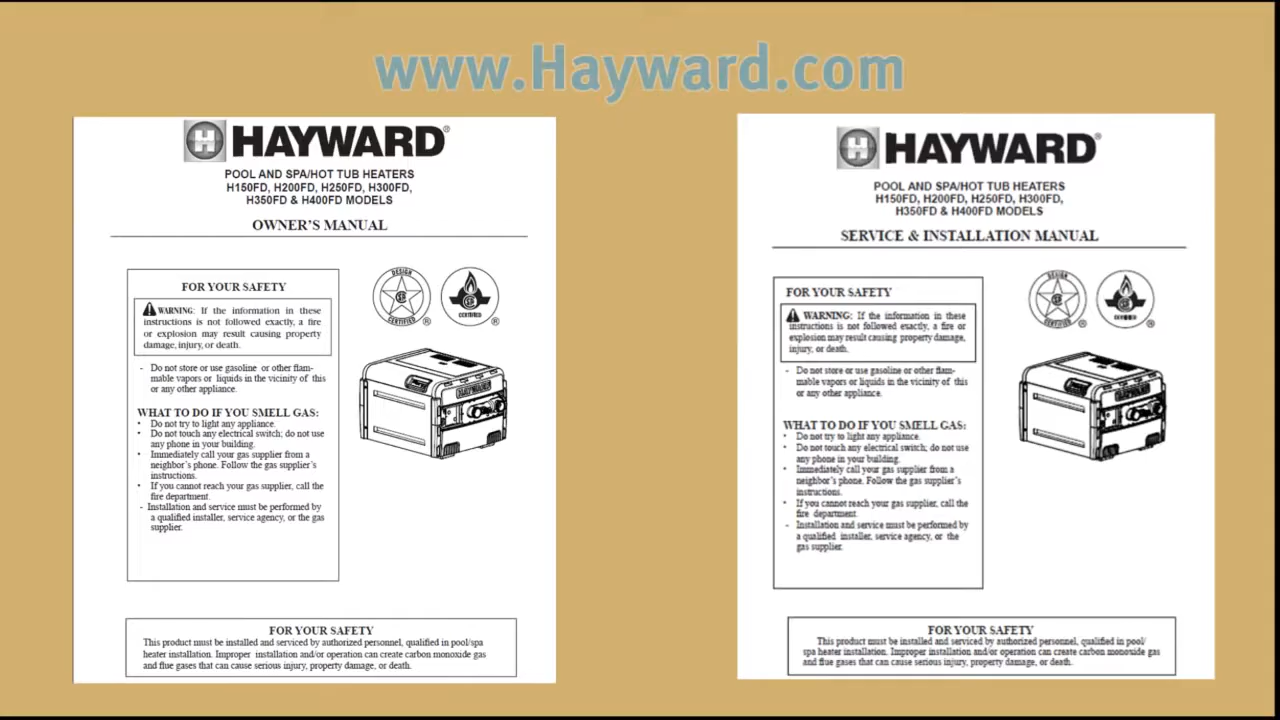 www.Hayward.com
H HAYWARD®
POOL AND SPA/HOT TUB HEATERS
H150FD, H200FD, H250FD, H300FD,
H350FD & H400FD MODELS
OWNER'S MANUAL
FOR YOUR SAFETY
WARNING: If the information in these
instructions is not followed exactly, a fire
or explosion may result causing property
damage, injury, or death.
- Do not store or use gasoline or other flam-
mable vapors or liquids in the vicinity of this
or any other appliance.
WHAT TO DO IF YOU SMELL GAS:
• Do not try to light any appliance.
• Do not touch any electrical switch; do not use
any phone in your building.
• Immediately call your gas supplier from a
neighbor's phone. Follow the gas supplier's
instructions.
• If you cannot reach your gas supplier, call the
fire department.
- Installation and service must be performed by
a qualified installer, service agency, or the gas
supplier.
DESIGN
CERTIFIED ®
CERTIFIED ®
HAYWARD
FOR YOUR SAFETY
This product must be installed and serviced by authorized personnel, qualified in pool/spa
heater installation. Improper installation and/or operation can create carbon monoxide gas
and flue gases that can cause serious injury, property damage, or death.
H HAYWARD®
POOL AND SPA/HOT TUB HEATERS
H150FD, H200FD, H250FD, H300FD,
H350FD & H400FD MODELS
SERVICE & INSTALLATION MANUAL
FOR YOUR SAFETY
WARNING: If the information in these
instructions is not followed exactly, a fire or
explosion may result causing property damage,
injury, or death.
- Do not store or use gasoline or other flam-
mable vapors or liquids in the vicinity of this
or any other appliance.
WHAT TO DO IF YOU SMELL GAS:
• Do not try to light any appliance.
• Do not touch any electrical switch; do not use
any phone in your building.
• Immediately call your gas supplier from a
neighbor's phone. Follow the gas supplier's
instructions.
• If you cannot reach your gas supplier, call the
fire department.
- Installation and service must be performed by
a qualified installer, service agency, or the
gas supplier.
DESIGN
CERTIFIED ®
CERTIFIED ®
HAYWARD
FOR YOUR SAFETY
This product must be installed and serviced by authorized personnel, qualified in pool/
spa heater installation. Improper installation and/or operation can create carbon monoxide gas
and flue gases that can cause serious injury, property damage, or death.